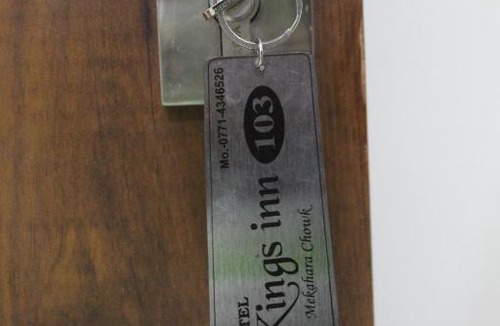 Mo.-0771-4346526
TEL
Kings inn 103
Mekahara Chowk